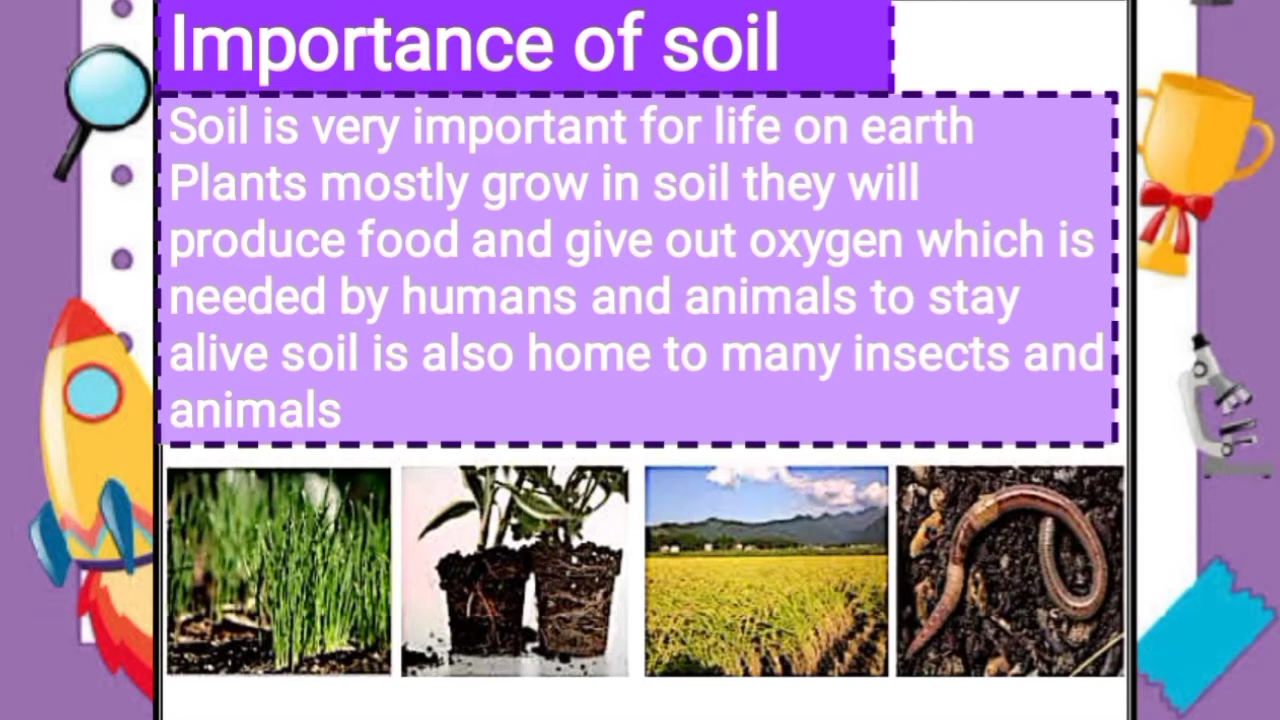 Importance of soil
Soil is very important for life on earth
Plants mostly grow in soil they will
produce food and give out oxygen which is
needed by humans and animals to stay
alive soil is also home to many insects and
animals